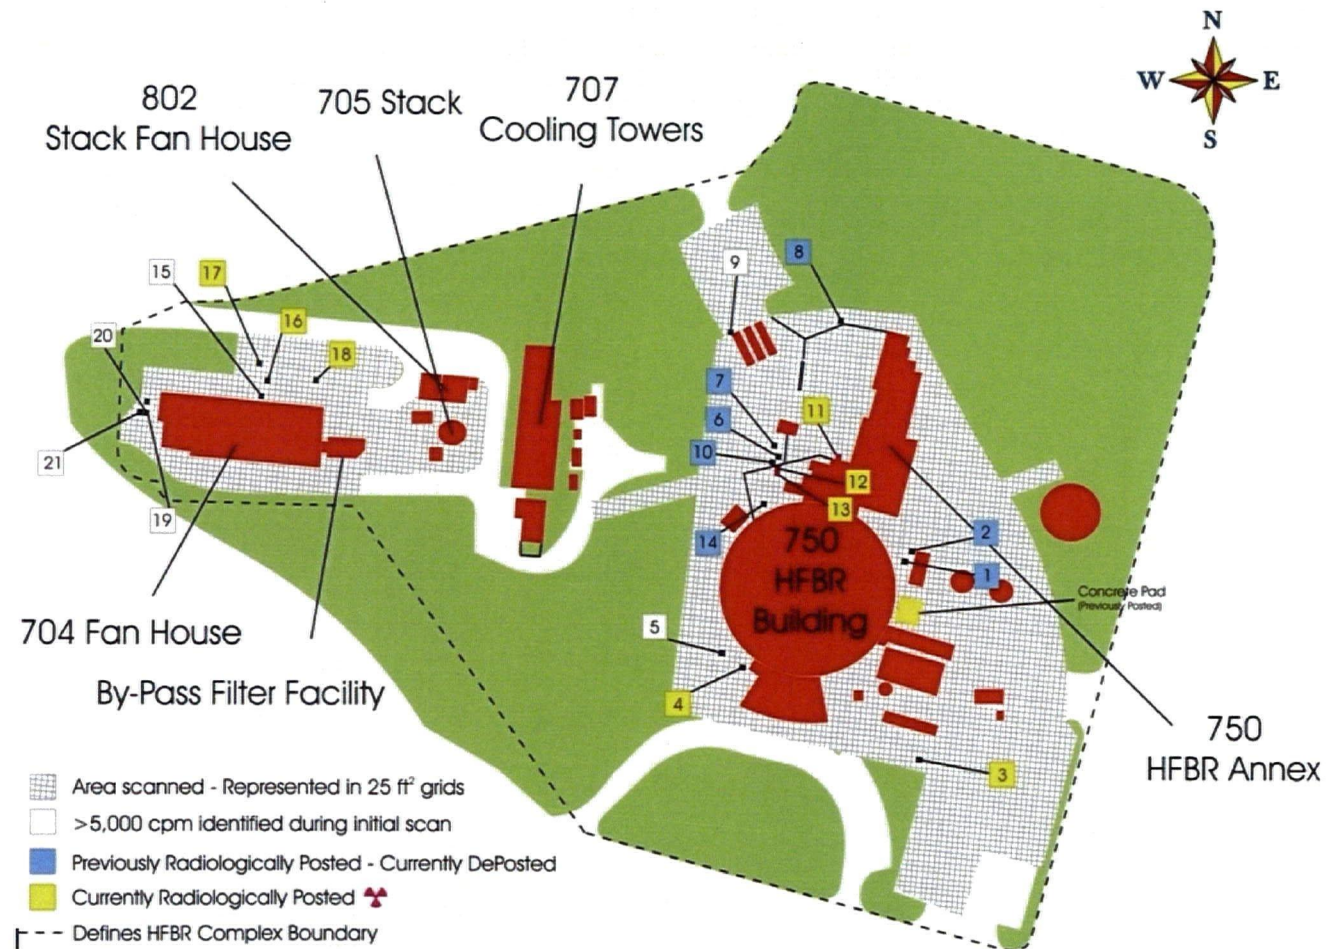 N
W E
S
802
Stack Fan House
705 Stack
707
Cooling Towers
15
17
9
8
20
16
18
7
6
11
10
21
12
19
13
14
2
1
750
HFBR
Building
Concrete Pad
(Previously Posted)
5
4
3
704 Fan House
By-Pass Filter Facility
750
HFBR Annex
Area scanned - Represented in 25 ft² grids
>5,000 cpm identified during initial scan
Previously Radiologically Posted - Currently DePosted
Currently Radiologically Posted
Defines HFBR Complex Boundary